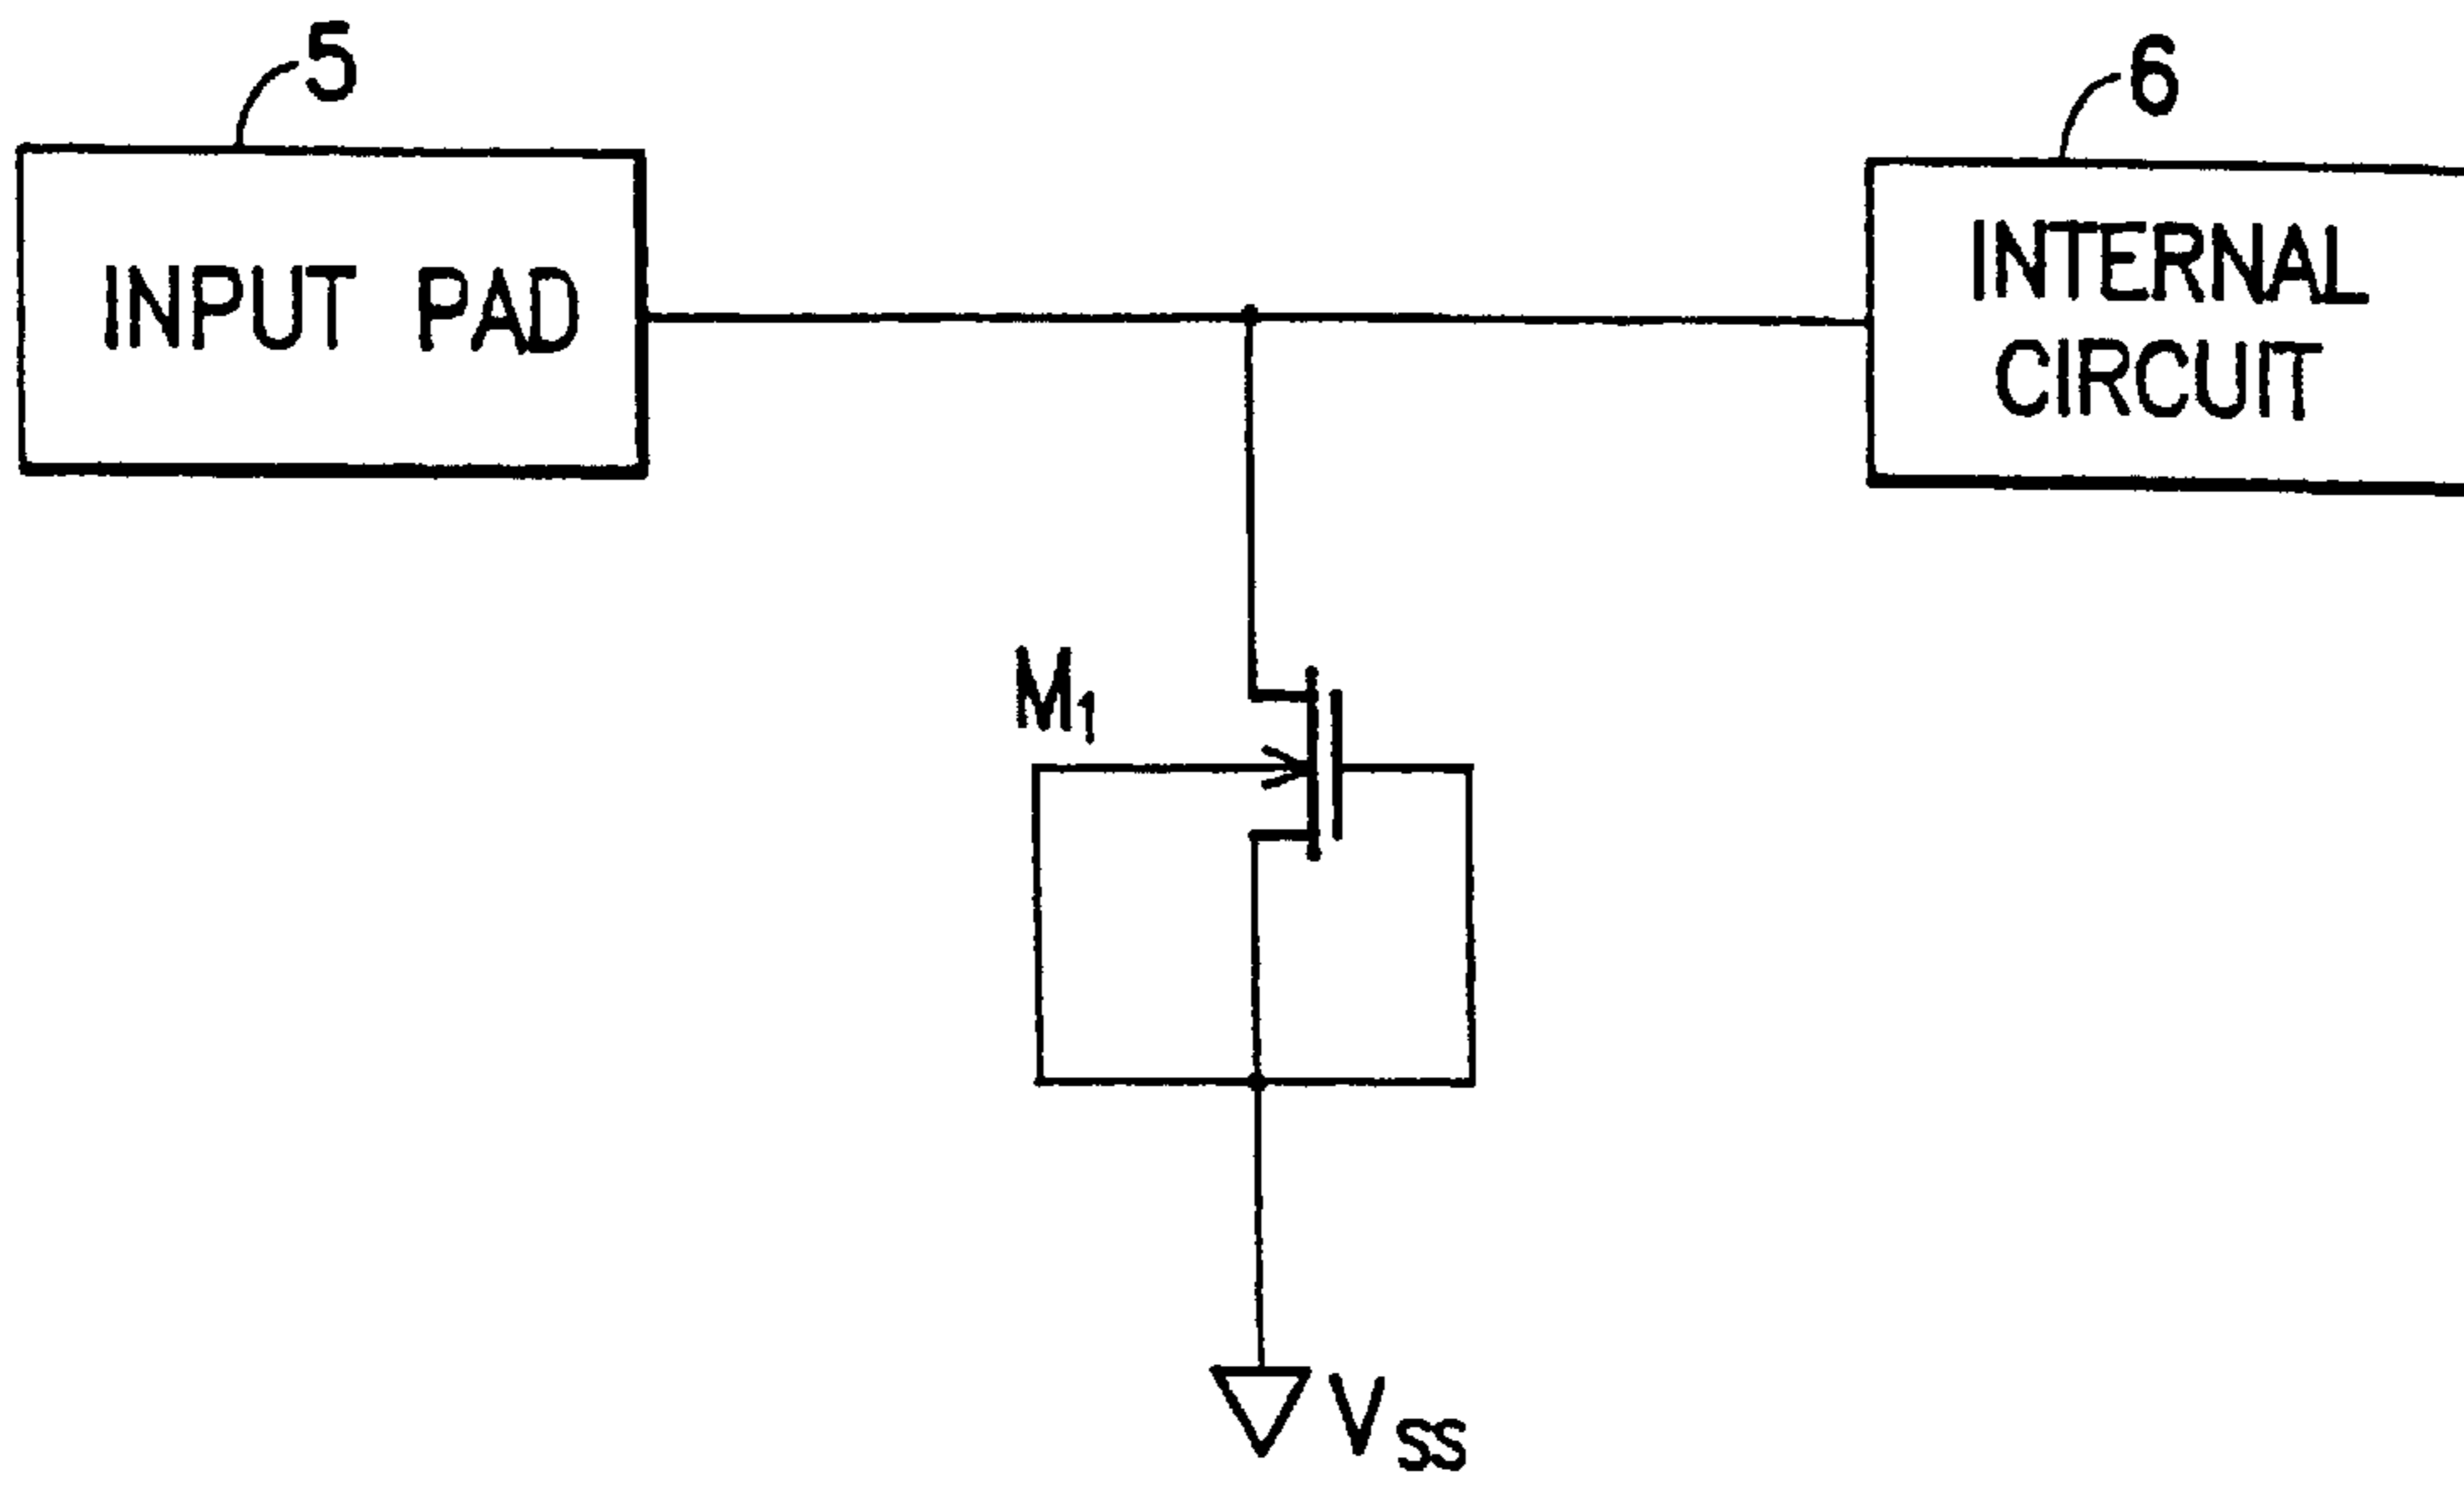 5
6
INPUT PAD
INTERNAL
CIRCUIT
M1
VSS